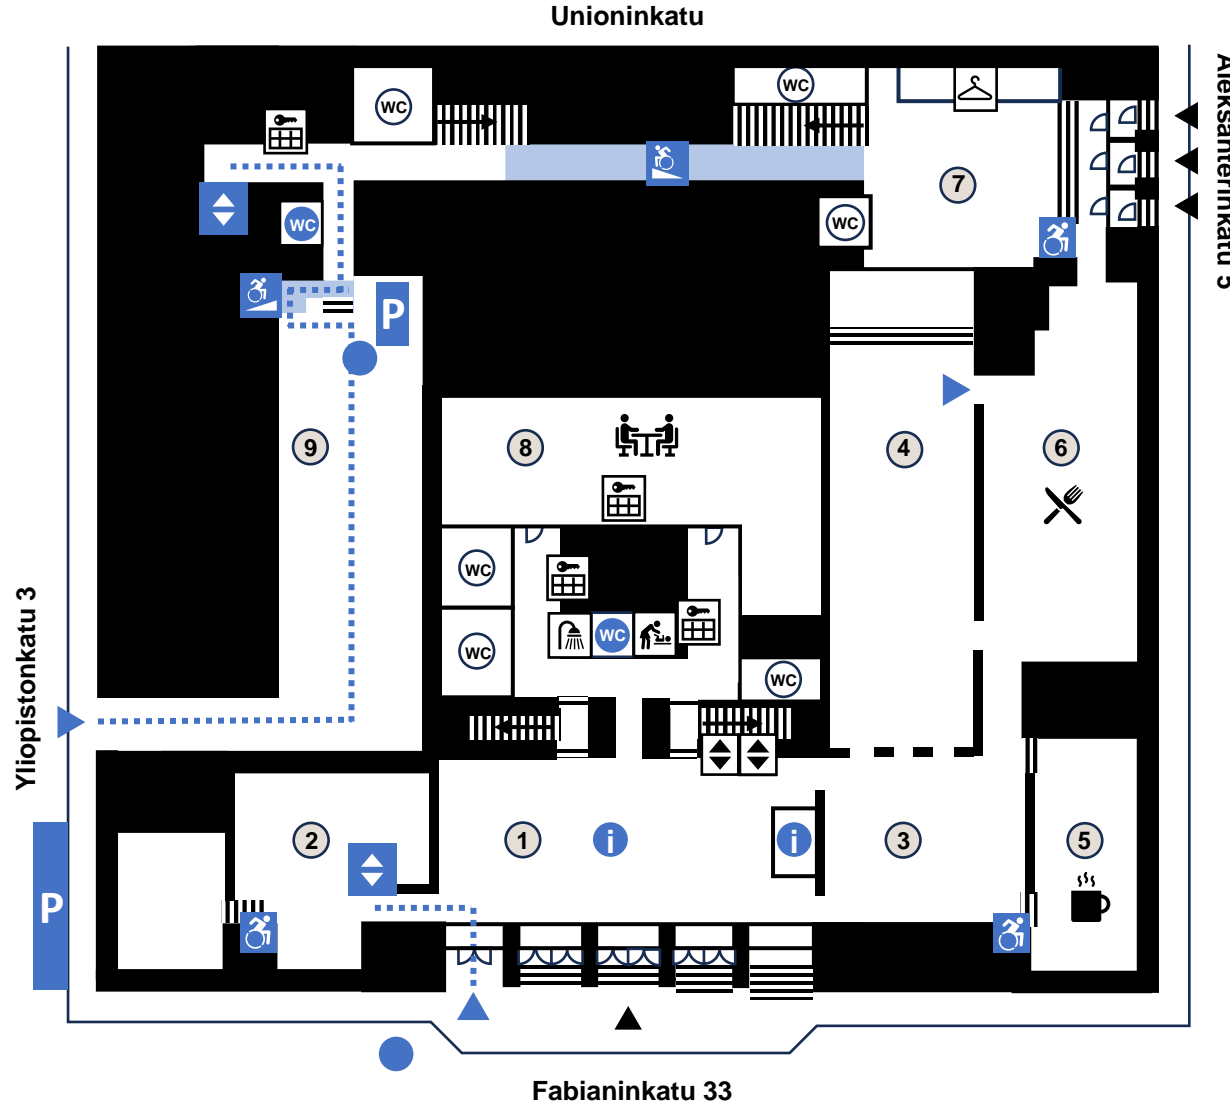 Unioninkatu
Aleksanterinkatu 5
WC
WC
7
WC
WC
P
9
8
4
6
WC
WC
WC
WC
Yliopistonkatu 3
2
1
i
i
3
5
P
Fabianinkatu 33